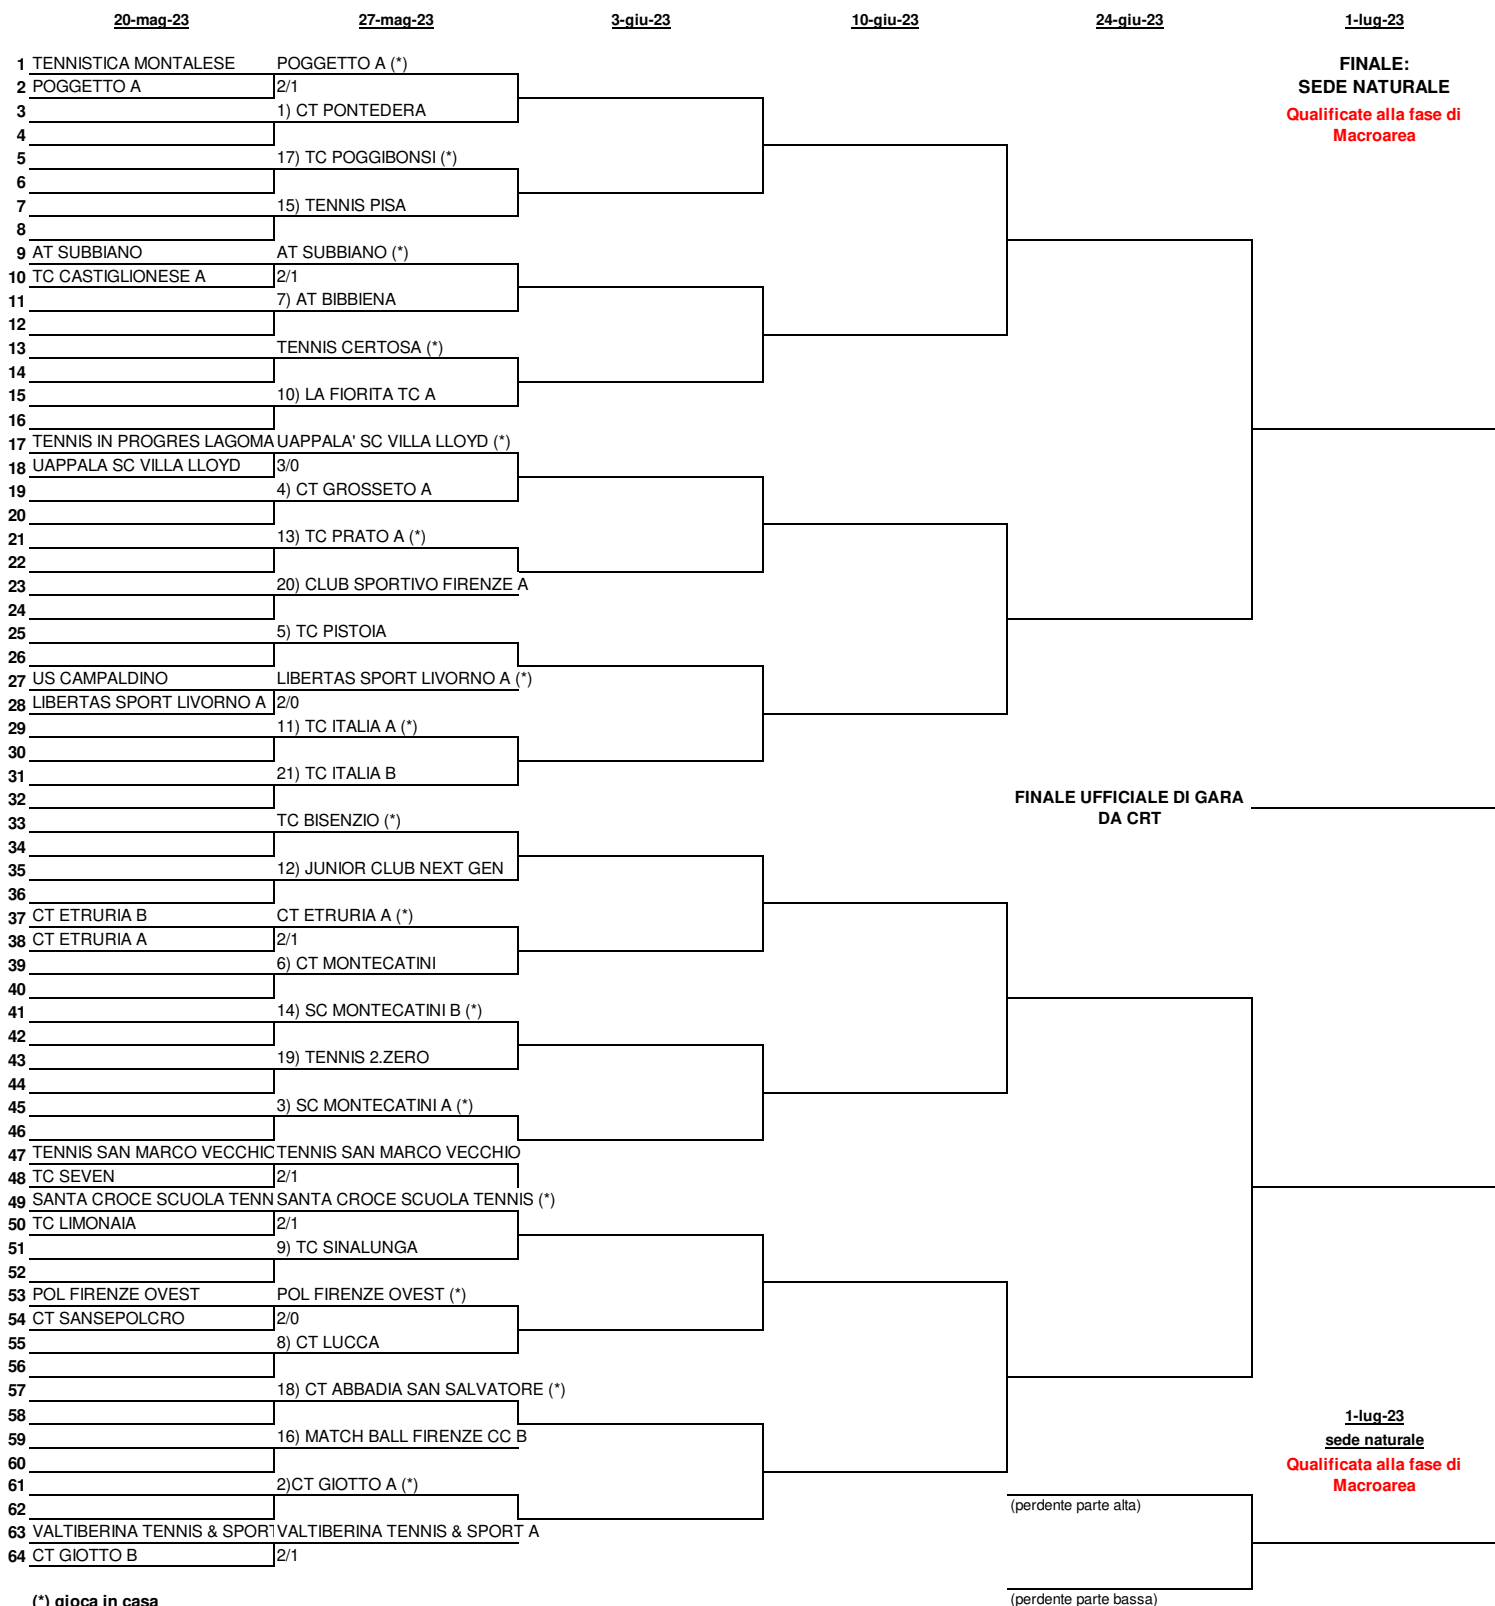 20-mag-23 27-mag-23 3-giu-23 10-giu-23 24-giu-23 1-lug-23
1 TENNISTICA MONTALESE POGGETTO A (*) FINALE:
2 POGGETTO A 2/1 SEDE NATURALE
3 1) CT PONTEDERA Qualificate alla fase di
4 Macroarea
5 17) TC POGGIBONSI (*)
6
7 15) TENNIS PISA
8
9 AT SUBBIANO AT SUBBIANO (*)
10 TC CASTIGLIONESE A 2/1
11 7) AT BIBBIENA
12
13 TENNIS CERTOSA (*)
14
15 10) LA FIORITA TC A
16
17 TENNIS IN PROGRES LAGOMA UAPPALA' SC VILLA LLOYD (*)
18 UAPPALA SC VILLA LLOYD 3/0
19 4) CT GROSSETO A
20
21 13) TC PRATO A (*)
22
23 20) CLUB SPORTIVO FIRENZE A
24
25 5) TC PISTOIA
26
27 US CAMPALDINO LIBERTAS SPORT LIVORNO A (*)
28 LIBERTAS SPORT LIVORNO A 2/0
29 11) TC ITALIA A (*)
30
31 21) TC ITALIA B
32 FINALE UFFICIALE DI GARA
33 TC BISENZIO (*) DA CRT
34
35 12) JUNIOR CLUB NEXT GEN
36
37 CT ETRURIA B CT ETRURIA A (*)
38 CT ETRURIA A 2/1
39 6) CT MONTECATINI
40
41 14) SC MONTECATINI B (*)
42
43 19) TENNIS 2.ZERO
44
45 3) SC MONTECATINI A (*)
46
47 TENNIS SAN MARCO VECCHIO TENNIS SAN MARCO VECCHIO
48 TC SEVEN 2/1
49 SANTA CROCE SCUOLA TENN SANTA CROCE SCUOLA TENNIS (*)
50 TC LIMONAIA 2/1
51 9) TC SINALUNGA
52
53 POL FIRENZE OVEST POL FIRENZE OVEST (*)
54 CT SANSEPOLCRO 2/0
55 8) CT LUCCA
56
57 18) CT ABBADIA SAN SALVATORE (*)
58 1-lug-23
59 16) MATCH BALL FIRENZE CC B sede naturale
60 Qualificata alla fase di
61 2)CT GIOTTO A (*) Macroarea
62 (perdente parte alta)
63 VALTIBERINA TENNIS & SPORT VALTIBERINA TENNIS & SPORT A
64 CT GIOTTO B 2/1
(*) gioca in casa (perdente parte bassa)